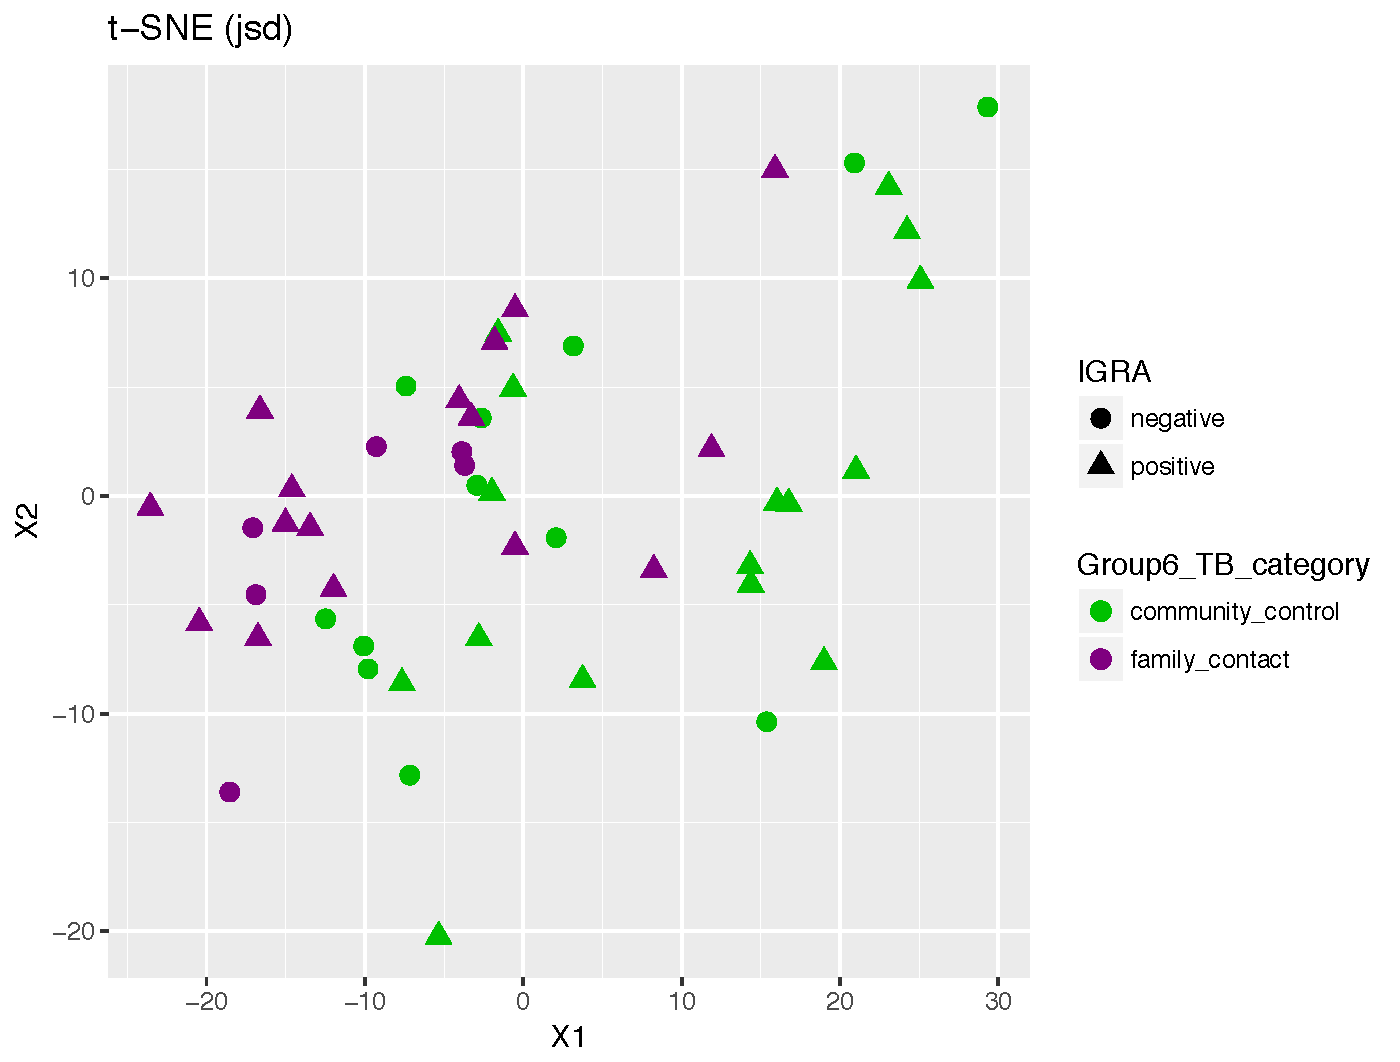 t−SNE (jsd)
10
0
−10
−20
X2
−20
−10
0
10
20
30
X1
IGRA
negative
positive
Group6_TB_category
community_control
family_contact